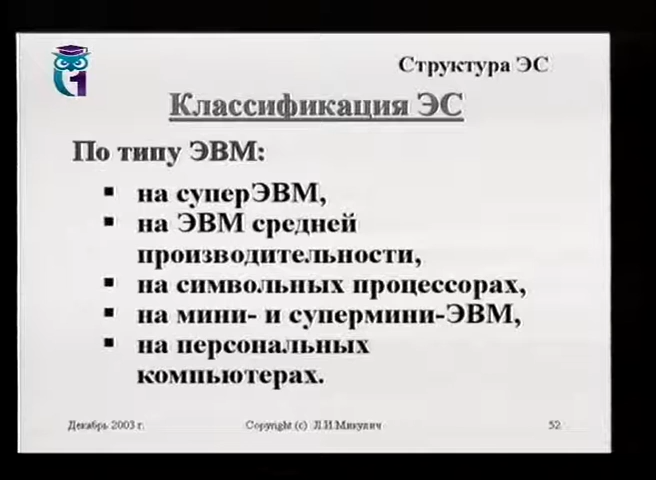 Структура ЭС
Классификация ЭС
По типу ЭВМ:
▪ на суперЭВМ,
▪ на ЭВМ средней
производительности,
▪ на символьных процессорах,
▪ на мини- и супермини-ЭВМ,
▪ на персональных
компьютерах.
Декабрь 2003 г. Copyright (c) Л.И.Микулич 52